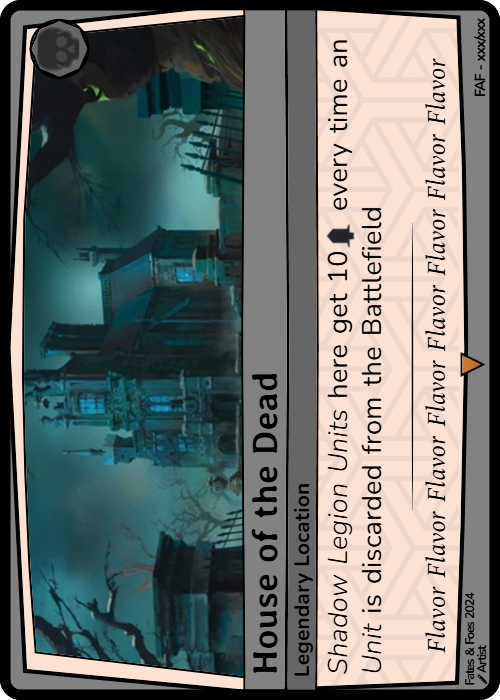 House of the Dead
Legendary Location
Shadow Legion Units here get 10 every time an
Unit is discarded from the Battlefield
Flavor Flavor Flavor Flavor Flavor Flavor Flavor Flavor
Fates & Foes 2024
Artist
FAF - xxx/xxx